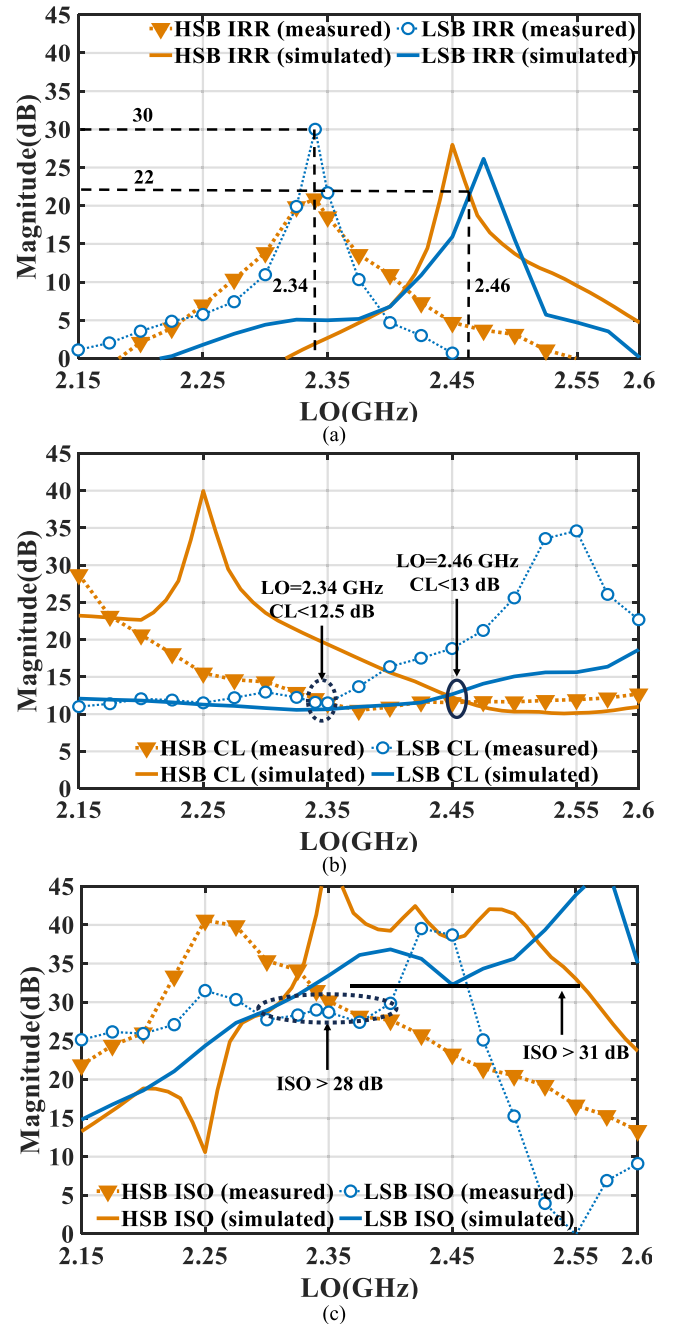 HSB IRR (measured) LSB IRR (measured)
HSB IRR (simulated) LSB IRR (simulated)
45
40
35
30
25
20
15
10
5
0
Magnitude(dB)
30
22
2.34
2.46
2.15 2.25 2.35 2.45 2.55 2.6
LO(GHz)
(a)
45
40
35
30
25
20
15
10
5
0
Magnitude(dB)
LO=2.34 GHz
CL<12.5 dB
LO=2.46 GHz
CL<13 dB
HSB CL (measured) LSB CL (measured)
HSB CL (simulated) LSB CL (simulated)
2.15 2.25 2.35 2.45 2.55 2.6
LO(GHz)
(b)
45
40
35
30
25
20
15
10
5
0
Magnitude(dB)
ISO > 28 dB
ISO > 31 dB
HSB ISO (measured) LSB ISO (measured)
HSB ISO (simulated) LSB ISO (simulated)
2.15 2.25 2.35 2.45 2.55 2.6
LO(GHz)
(c)